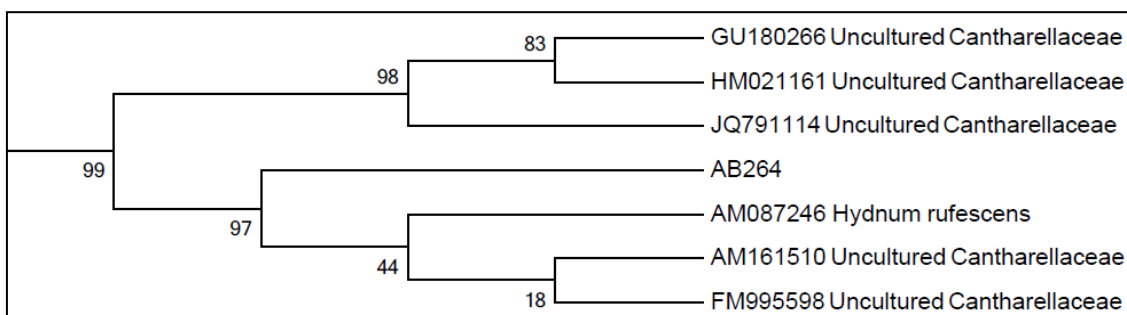 83
GU180266 Uncultured Cantharellaceae
98
HM021161 Uncultured Cantharellaceae
JQ791114 Uncultured Cantharellaceae
99
AB264
97
AM087246 Hydnum rufescens
44
AM161510 Uncultured Cantharellaceae
18
FM995598 Uncultured Cantharellaceae